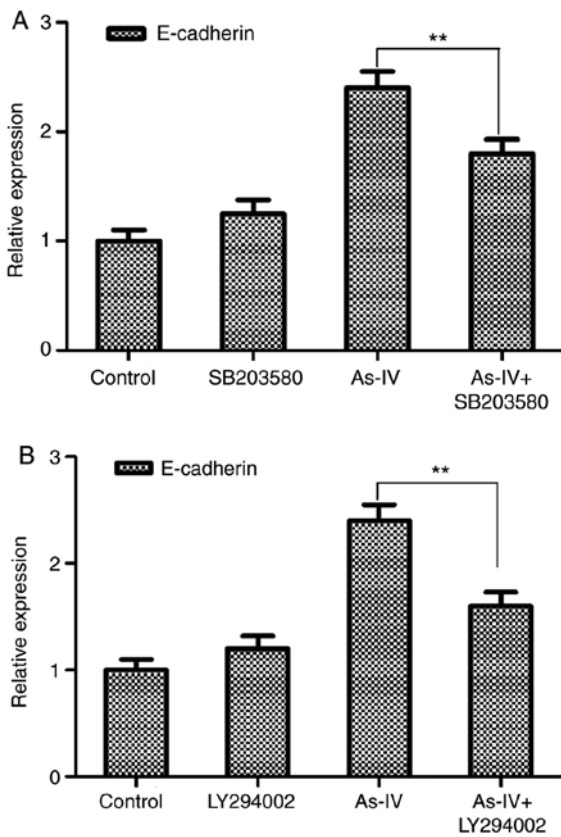 A
E-cadherin
Relative expression
3
2
1
0
**
Control
SB203580
As-IV
As-IV+
SB203580
B
E-cadherin
Relative expression
3
2
1
0
**
Control
LY294002
As-IV
As-IV+
LY294002